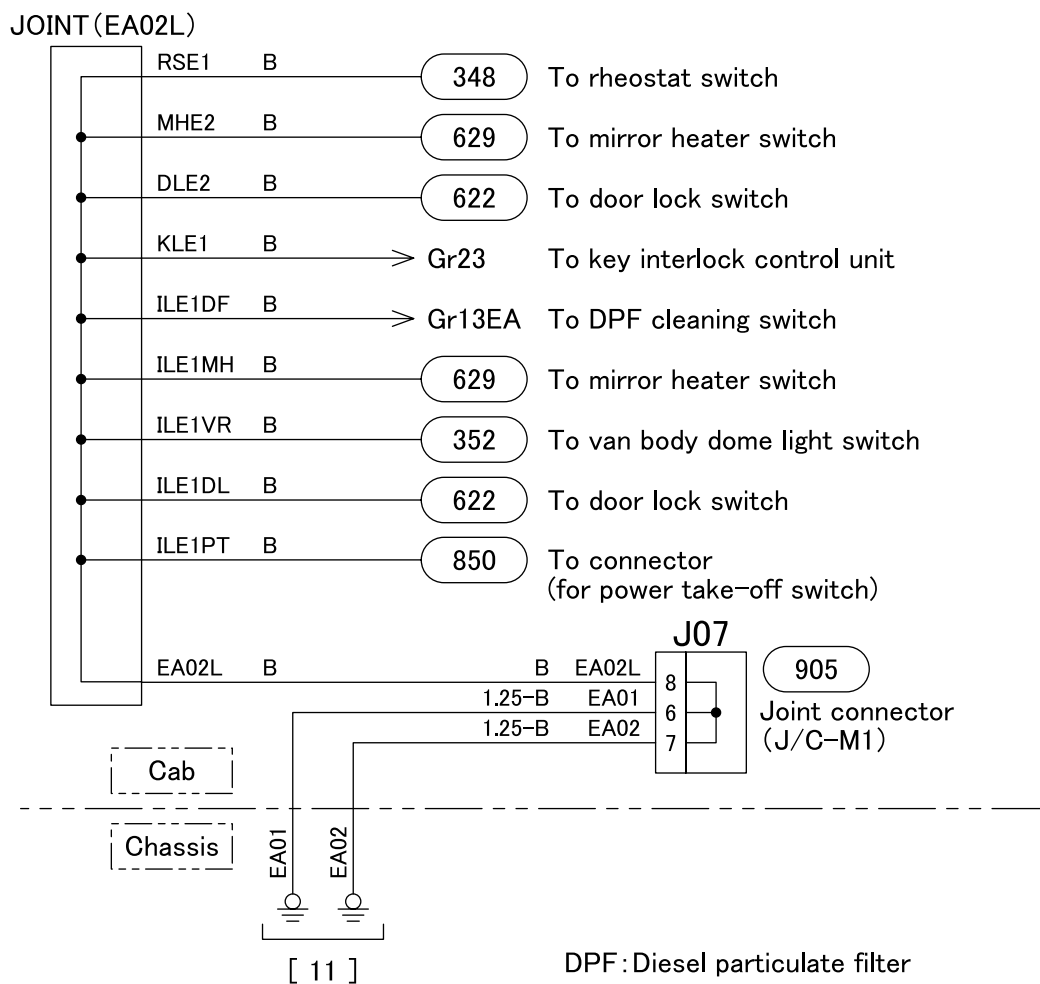 JOINT(EA02L)
RSE1 B 348 To rheostat switch
MHE2 B 629 To mirror heater switch
DLE2 B 622 To door lock switch
KLE1 B Gr23 To key interlock control unit
ILE1DF B Gr13EA To DPF cleaning switch
ILE1MH B 629 To mirror heater switch
ILE1VR B 352 To van body dome light switch
ILE1DL B 622 To door lock switch
ILE1PT B 850 To connector
(for power take-off switch)
J07
EA02L B B EA02L 8 905
1.25-B EA01 6 Joint connector
1.25-B EA02 7 (J/C-M1)
Cab
Chassis
EA01
EA02
[ 11 ]
DPF:Diesel particulate filter